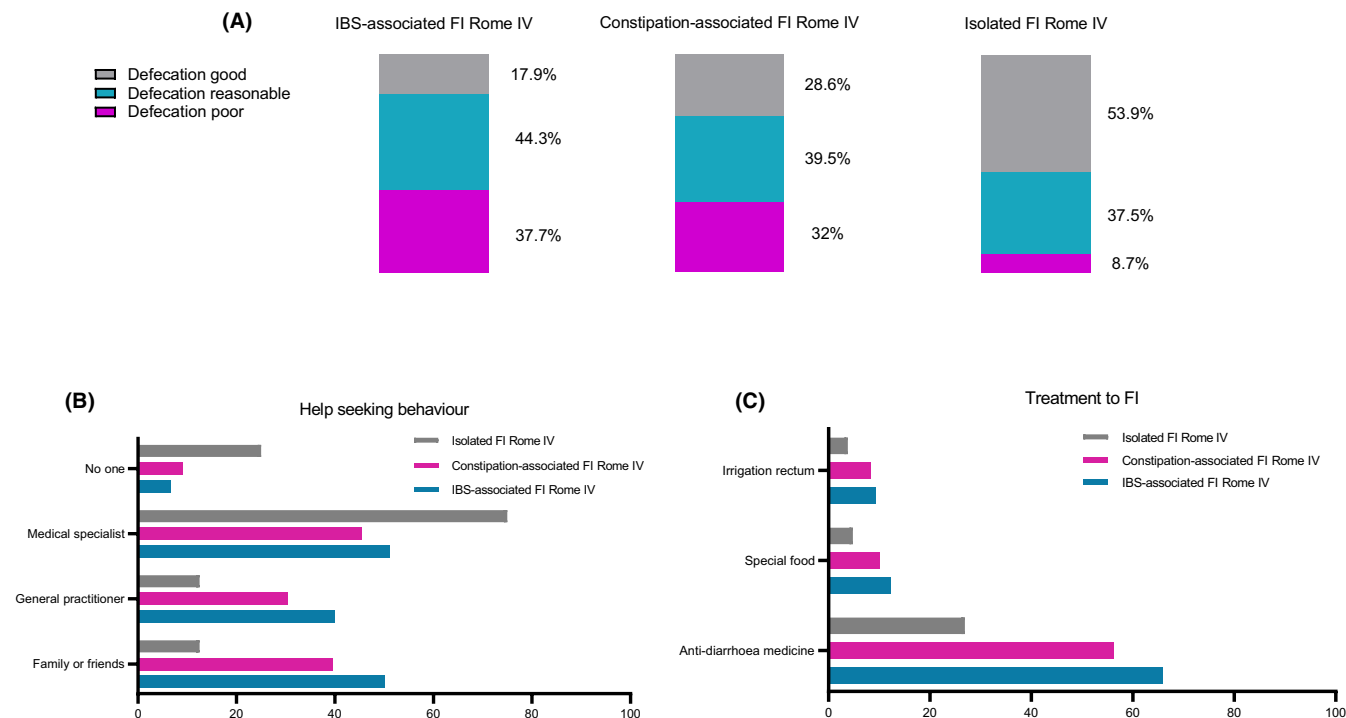 (A)
IBS-associated FI Rome IV
Constipation-associated FI Rome IV
Isolated FI Rome IV
Defecation good
Defecation reasonable
Defecation poor
17.9%
44.3%
37.7%
28.6%
39.5%
32%
53.9%
37.5%
8.7%
(B)
Help seeking behaviour
Isolated FI Rome IV
Constipation-associated FI Rome IV
IBS-associated FI Rome IV
No one
Medical specialist
General practitioner
Family or friends
0 20 40 60 80 100
(C)
Treatment to FI
Isolated FI Rome IV
Constipation-associated FI Rome IV
IBS-associated FI Rome IV
Irrigation rectum
Special food
Anti-diarrhoea medicine
0 20 40 60 80 100